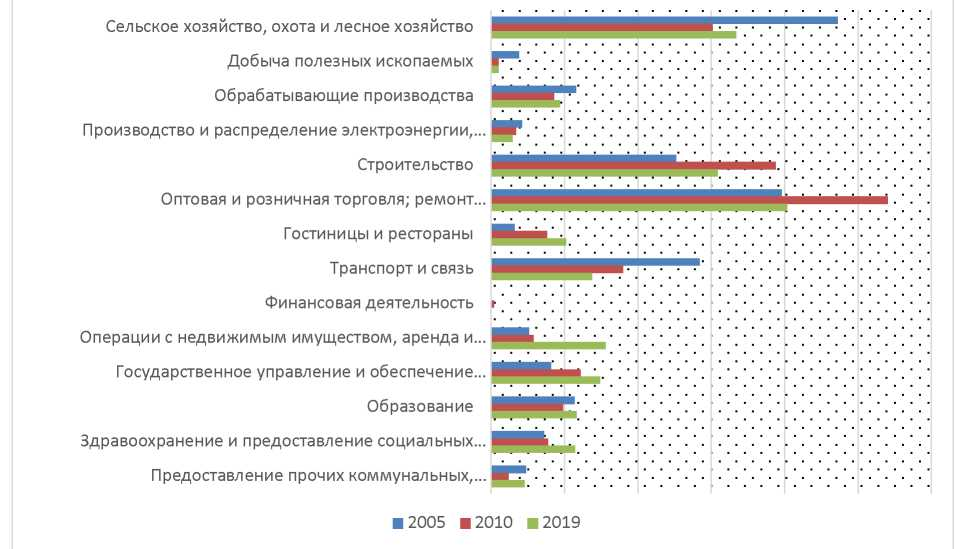 Сельское хозяйство, охота и лесное хозяйство
Добыча полезных ископаемых
Обрабатывающие производства
Производство и распределение электроэнергии,...
Строительство
Оптовая и розничная торговля; ремонт...
Гостиницы и рестораны
Транспорт и связь
Финансовая деятельность
Операции с недвижимым имуществом, аренда и...
Государственное управление и обеспечение...
Образование
Здравоохранение и предоставление социальных...
Предоставление прочих коммунальных,...
2005 2010 2019